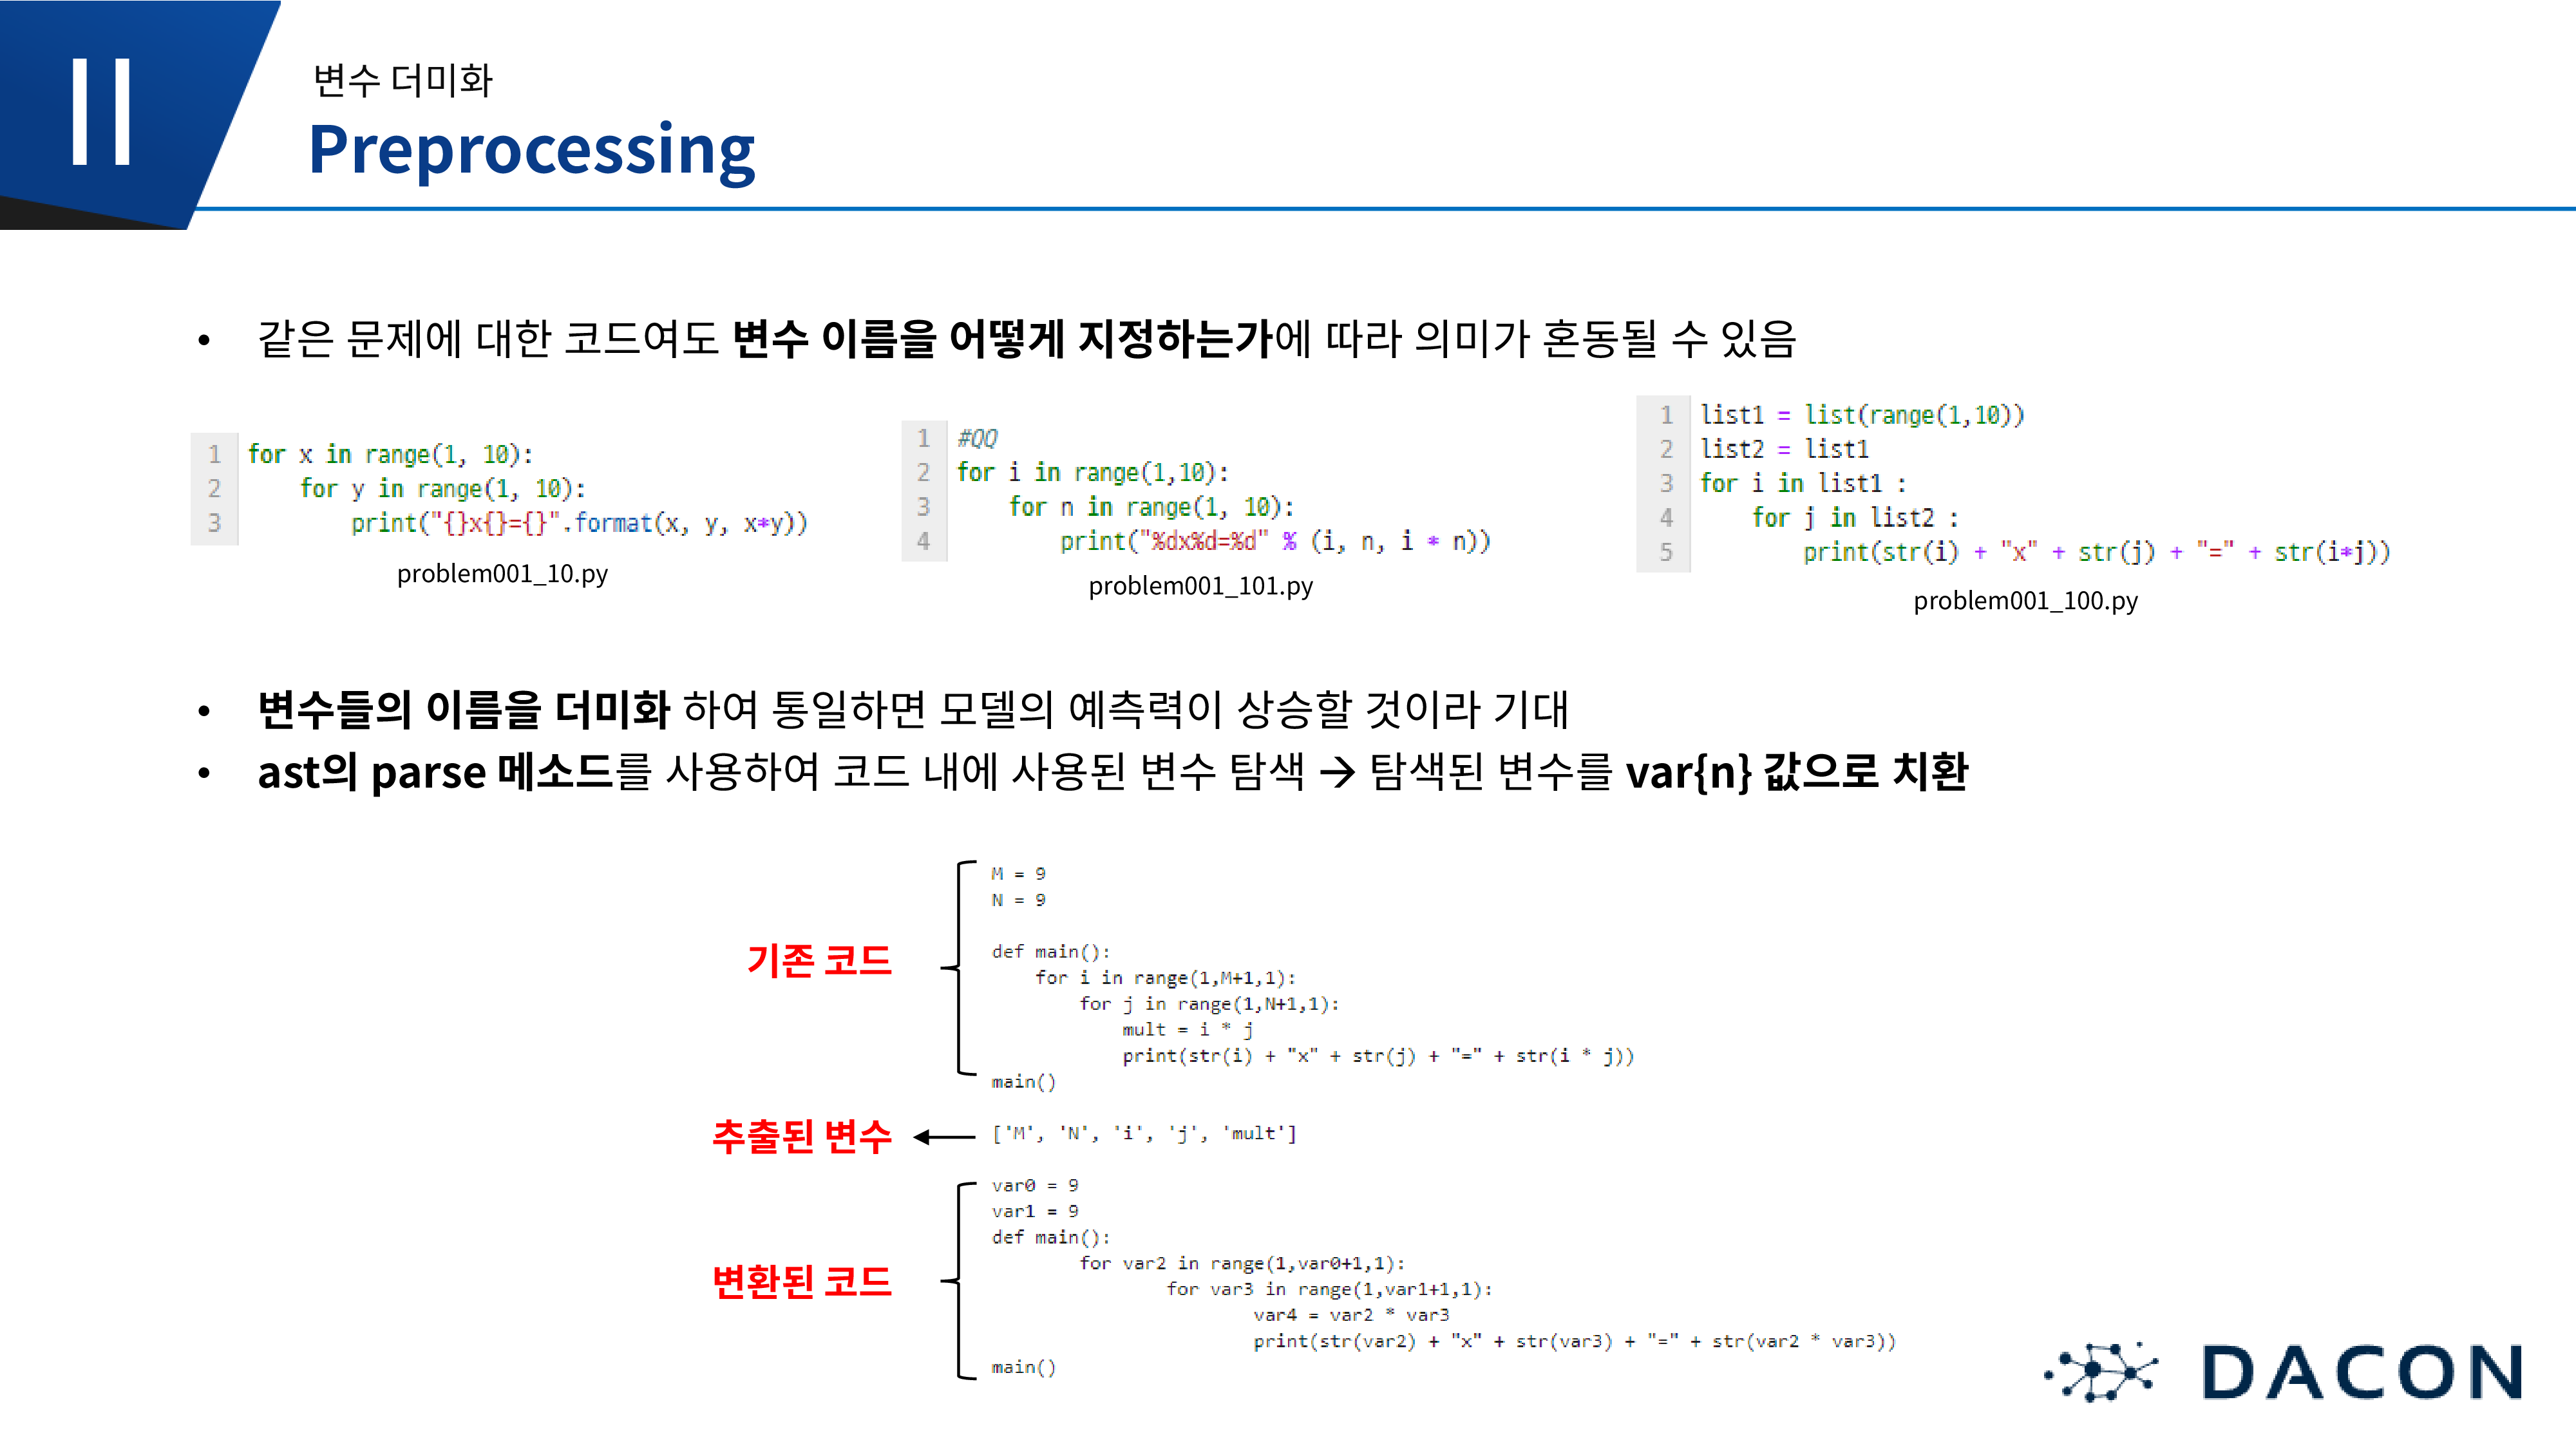 II
변수 더미화
Preprocessing
• 같은 문제에 대한 코드여도 변수 이름을 어떻게 지정하는가에 따라 의미가 혼동될 수 있음
1 for x in range(1, 10):
2     for y in range(1, 10):
3         print("{}x{}={}".format(x, y, x*y))
problem001_10.py
1 #QQ
2 for i in range(1,10):
3     for n in range(1, 10):
4         print("%dx%d=%d" % (i, n, i * n))
problem001_101.py
1 list1 = list(range(1,10))
2 list2 = list1
3 for i in list1 :
4     for j in list2 :
5         print(str(i) + "x" + str(j) + "=" + str(i*j))
problem001_100.py
• 변수들의 이름을 더미화 하여 통일하면 모델의 예측력이 상승할 것이라 기대
• ast의 parse 메소드를 사용하여 코드 내에 사용된 변수 탐색 → 탐색된 변수를 var{n} 값으로 치환
기존 코드
M = 9
N = 9
def main():
    for i in range(1,M+1,1):
        for j in range(1,N+1,1):
            mult = i * j
            print(str(i) + "x" + str(j) + "=" + str(i * j))
main()
추출된 변수
['M', 'N', 'i', 'j', 'mult']
변환된 코드
var0 = 9
var1 = 9
def main():
        for var2 in range(1,var0+1,1):
                for var3 in range(1,var1+1,1):
                        var4 = var2 * var3
                        print(str(var2) + "x" + str(var3) + "=" + str(var2 * var3))
main()
DACON